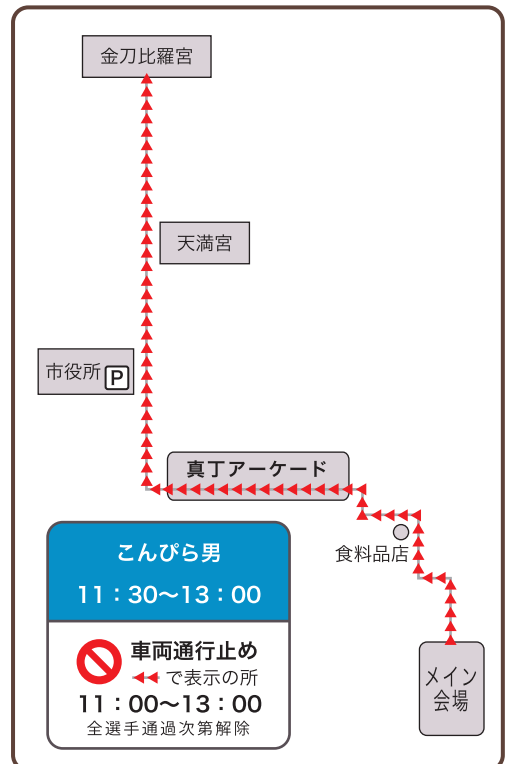 金刀比羅宮
天満宮
市役所 P
真丁アーケード
食料品店
こんぴら男
11：30〜13：00
車両通行止め
で表示の所
11：00〜13：00
全選手通過次第解除
メイン
会場